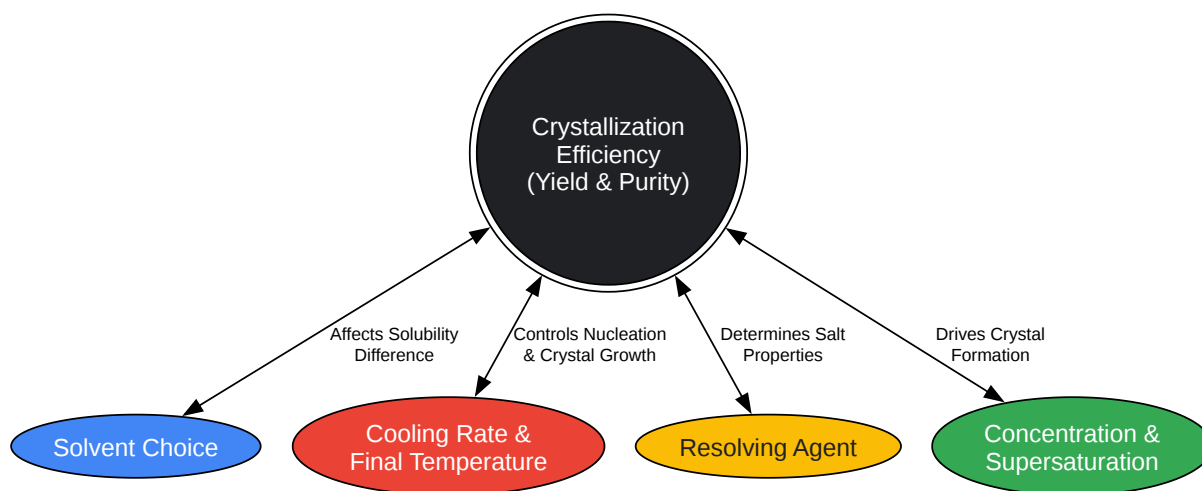 Crystallization
Efficiency
(Yield & Purity)
Affects Solubility
Difference
Controls Nucleation
& Crystal Growth
Determines Salt
Properties
Drives Crystal
Formation
Solvent Choice
Cooling Rate &
Final Temperature
Resolving Agent
Concentration &
Supersaturation